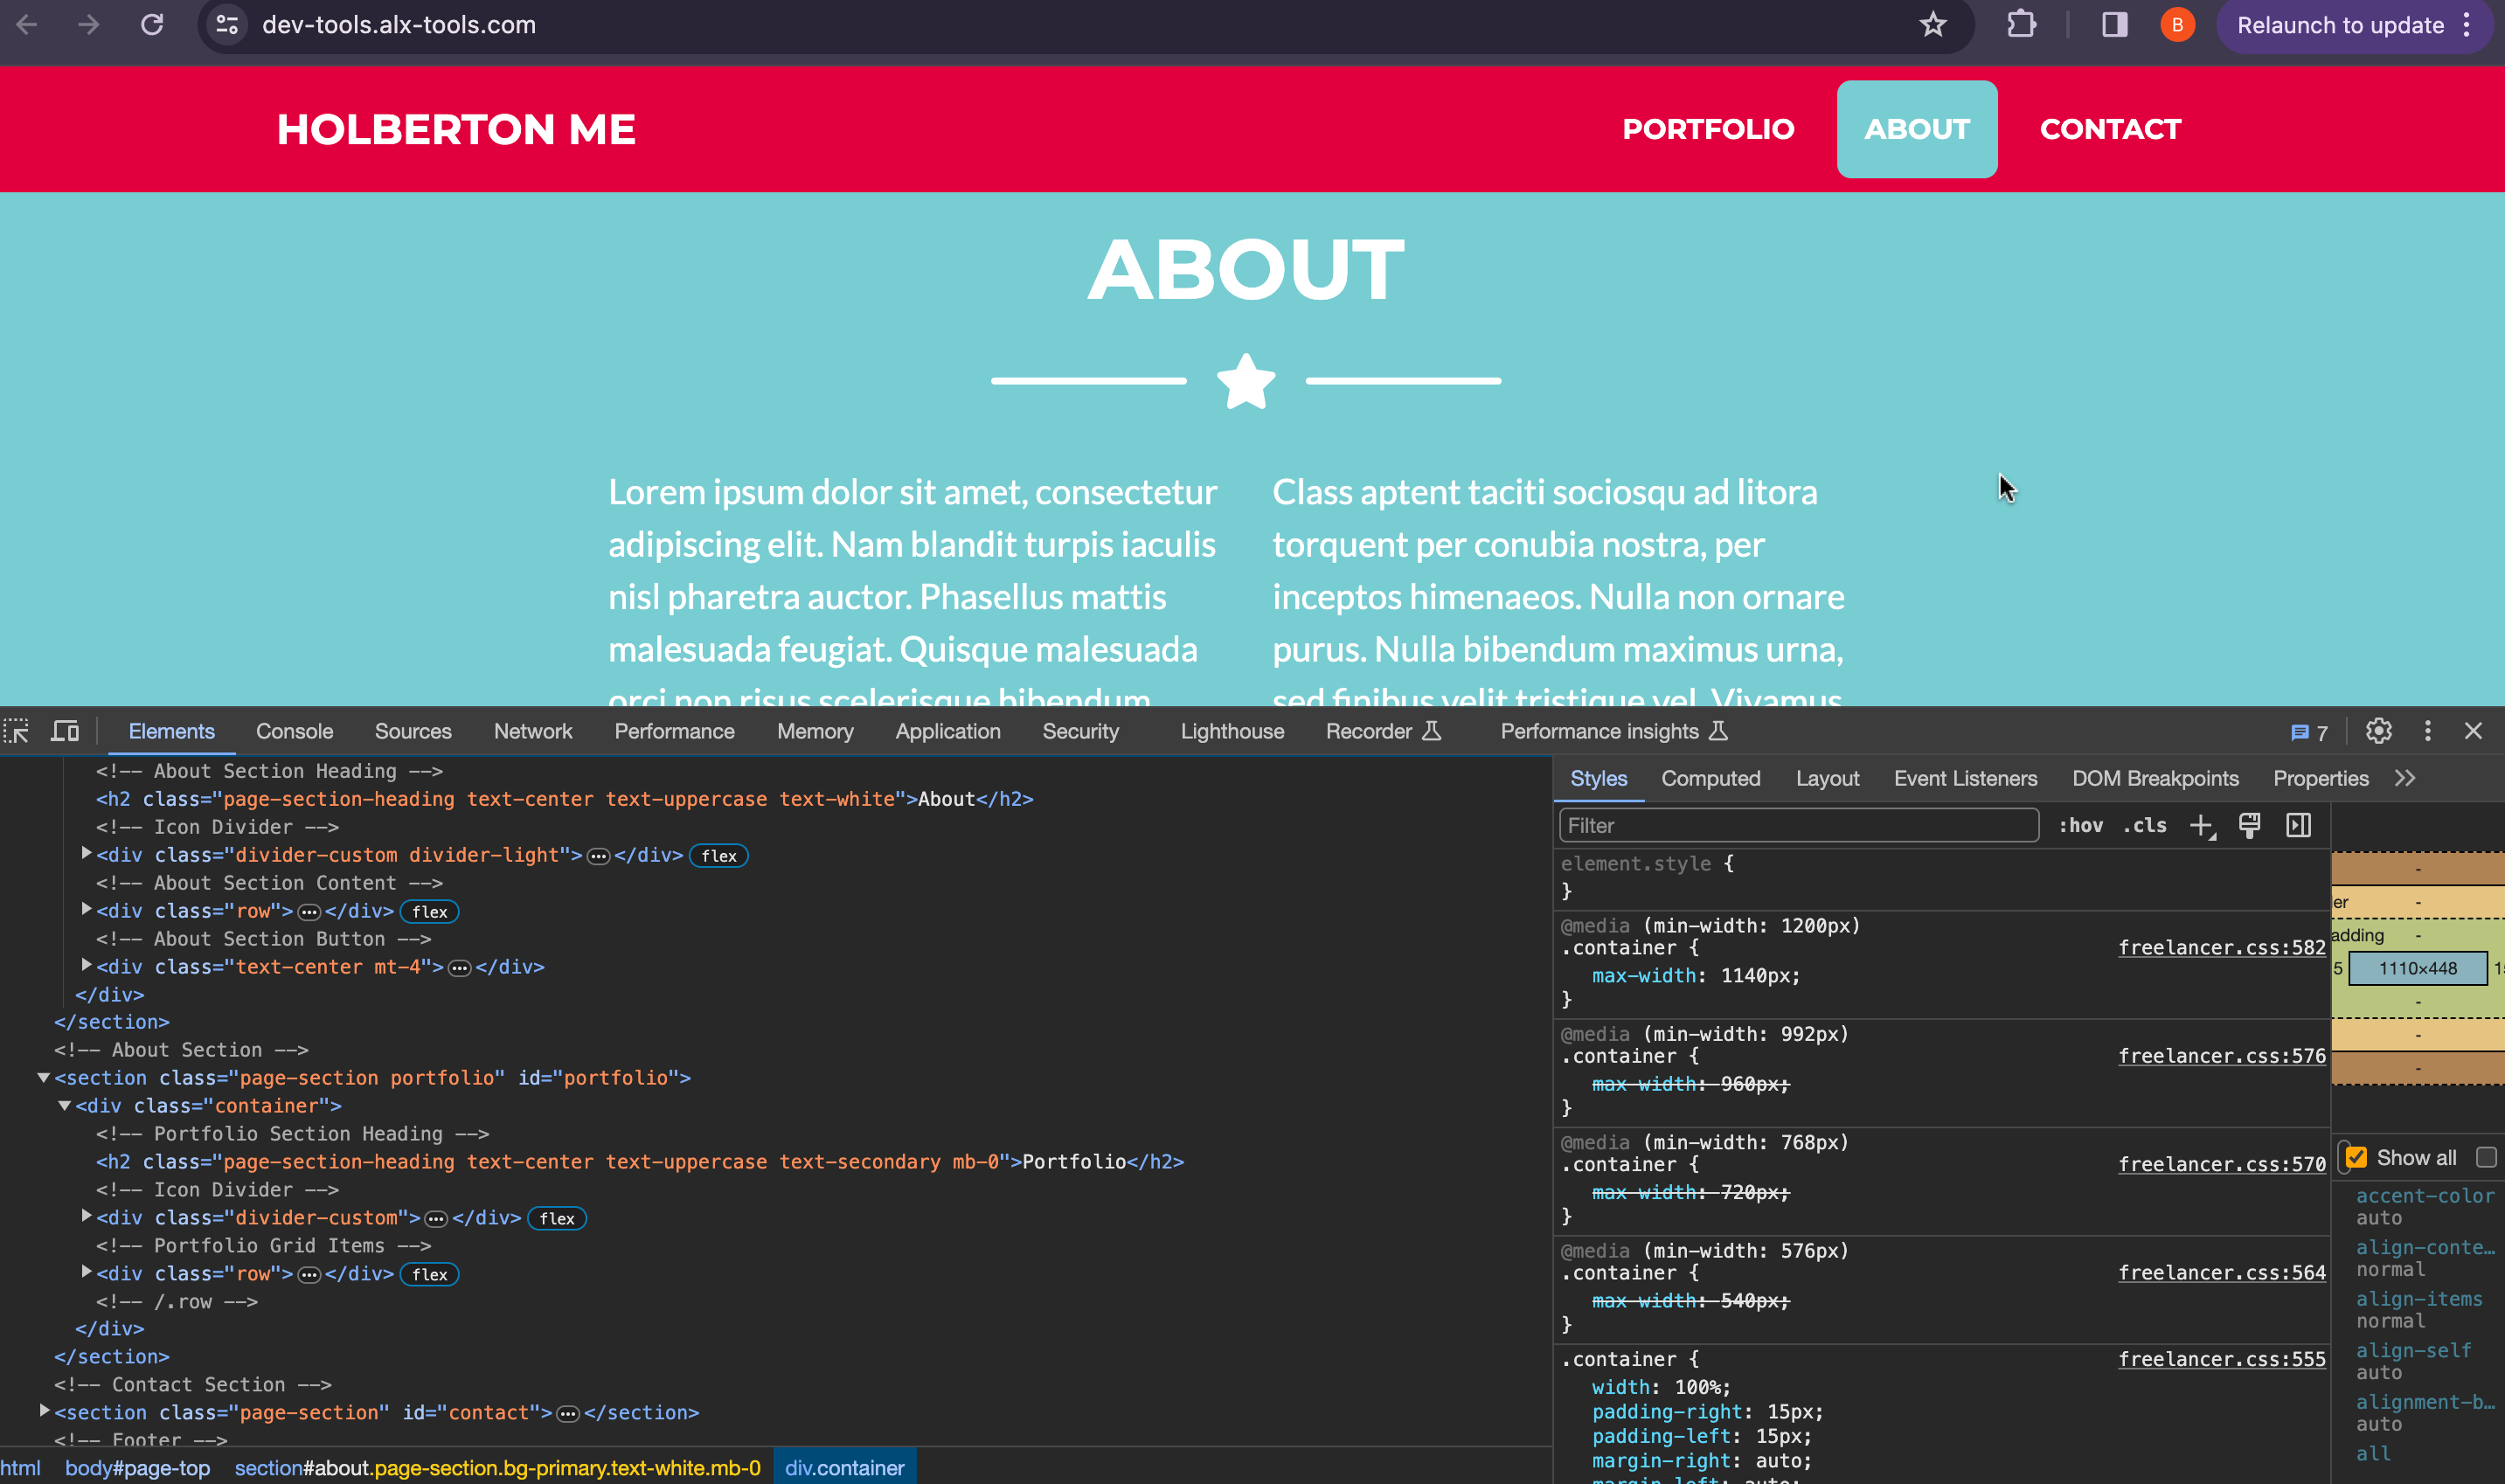 dev-tools.alx-tools.com
B
Relaunch to update
HOLBERTON ME
PORTFOLIO
ABOUT
CONTACT
ABOUT
Lorem ipsum dolor sit amet, consectetur
adipiscing elit. Nam blandit turpis iaculis
nisl pharetra auctor. Phasellus mattis
malesuada feugiat. Quisque malesuada
orci non risus scelerisque bibendum
Class aptent taciti sociosqu ad litora
torquent per conubia nostra, per
inceptos himenaeos. Nulla non ornare
purus. Nulla bibendum maximus urna,
sed finibus velit tristique vel. Vivamus
Elements Console Sources Network Performance Memory Application Security Lighthouse Recorder Performance insights 7
<!-- About Section Heading -->
<h2 class="page-section-heading text-center text-uppercase text-white">About</h2>
<!-- Icon Divider -->
<div class="divider-custom divider-light">…</div> flex
<!-- About Section Content -->
<div class="row">…</div> flex
<!-- About Section Button -->
<div class="text-center mt-4">…</div>
</div>
</section>
<!-- About Section -->
<section class="page-section portfolio" id="portfolio">
<div class="container">
<!-- Portfolio Section Heading -->
<h2 class="page-section-heading text-center text-uppercase text-secondary mb-0">Portfolio</h2>
<!-- Icon Divider -->
<div class="divider-custom">…</div> flex
<!-- Portfolio Grid Items -->
<div class="row">…</div> flex
<!-- /.row -->
</div>
</section>
<!-- Contact Section -->
<section class="page-section" id="contact">…</section>
<!-- Footer -->
html body#page-top section#about.page-section.bg-primary.text-white.mb-0 div.container
Styles Computed Layout Event Listeners DOM Breakpoints Properties
Filter :hov .cls
element.style {
}
@media (min-width: 1200px)
.container { freelancer.css:582
max-width: 1140px;
}
@media (min-width: 992px)
.container { freelancer.css:576
max-width: 960px;
}
@media (min-width: 768px)
.container { freelancer.css:570
max-width: 720px;
}
@media (min-width: 576px)
.container { freelancer.css:564
max-width: 540px;
}
.container { freelancer.css:555
width: 100%;
padding-right: 15px;
padding-left: 15px;
margin-right: auto;
margin-left: auto;
-
er -
adding -
5 1110×448 1
-
-
-
Show all
accent-color
auto
align-conte…
normal
align-items
normal
align-self
auto
alignment-b…
auto
all